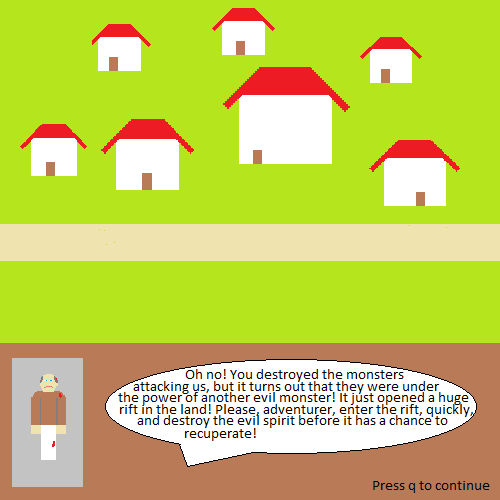 Oh no! You destroyed the monsters
attacking us, but it turns out that they were under
the power of another evil monster! It just opened a huge
rift in the land! Please, adventurer, enter the rift, quickly,
and destroy the evil spirit before it has a chance to
recuperate!
Press q to continue